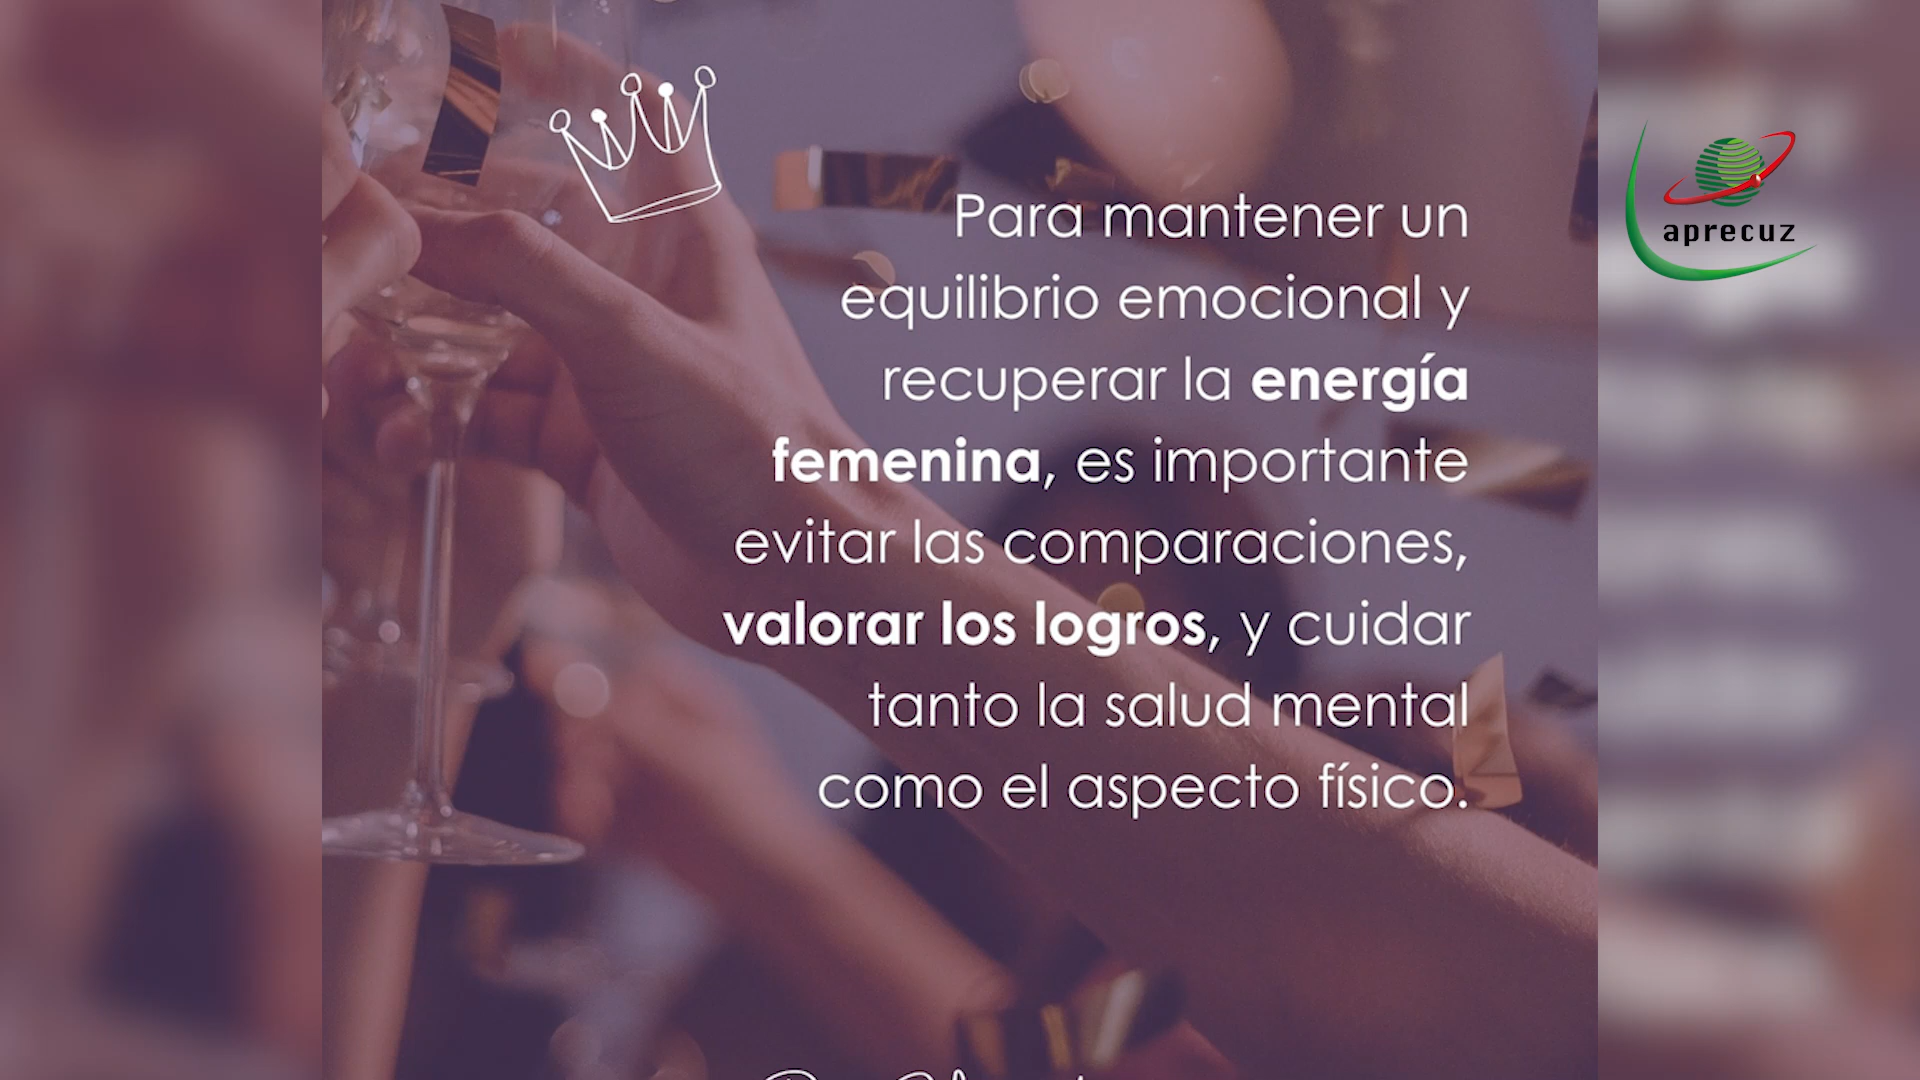 Para mantener un
equilibrio emocional y
recuperar la energía
femenina, es importante
evitar las comparaciones,
valorar los logros, y cuidar
tanto la salud mental
como el aspecto físico.
aprecuz